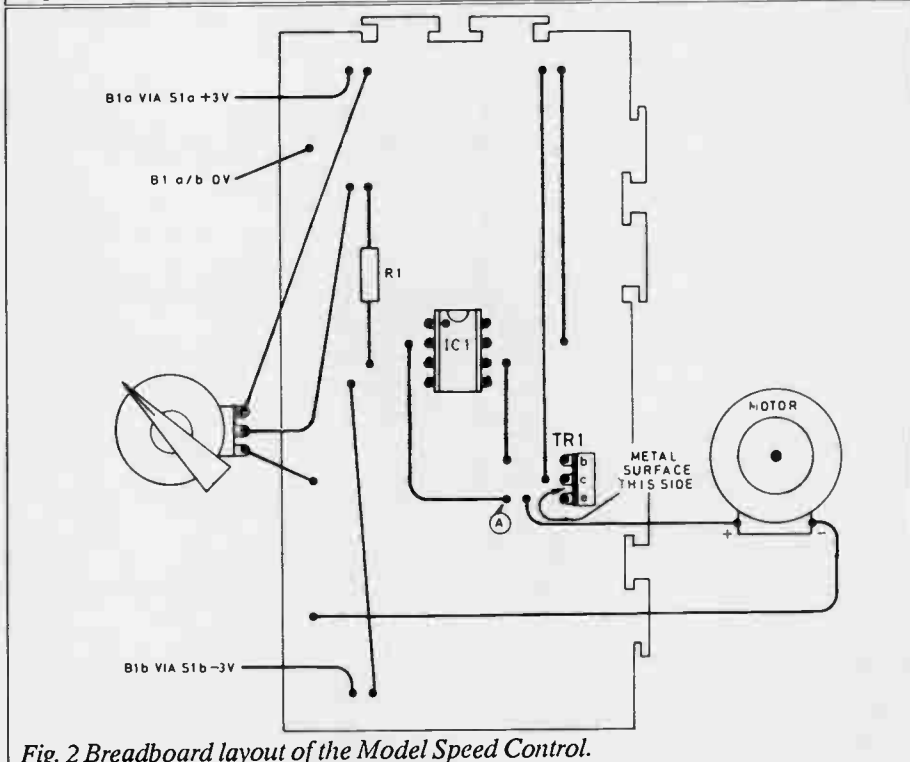 B1a VIA S1a +3V
B1 a/b 0V
R1
IC1
MOTOR
TR1
b
c
e
METAL
SURFACE
THIS SIDE
A
+
-
B1b VIA S1b -3V
Fig. 2 Breadboard layout of the Model Speed Control.